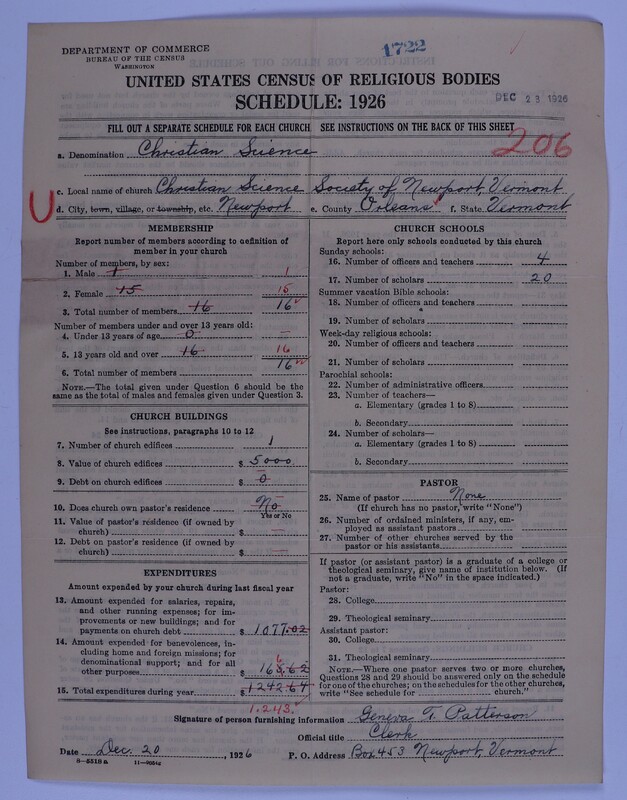 1722
DEPARTMENT OF COMMERCE
BUREAU OF THE CENSUS
WASHINGTON
UNITED STATES CENSUS OF RELIGIOUS BODIES
SCHEDULE: 1926
DEC 23 1926
FILL OUT A SEPARATE SCHEDULE FOR EACH CHURCH. SEE INSTRUCTIONS ON THE BACK OF THIS SHEET
206
a. Denomination Christian Science
c. Local name of church Christian Science Society of Newport, Vermont
U
d. City, town, village, or township, etc. Newport e. County Orleans f. State Vermont
MEMBERSHIP
Report number of members according to definition of
member in your church
Number of members, by sex:
1. Male 1 1
2. Female 15 15
3. Total number of members 16 16
Number of members under and over 13 years old:
4. Under 13 years of age 0 —
5. 13 years old and over 16 16
6. Total number of members 16
NOTE.—The total given under Question 6 should be
same as the total of males and females given under Question 3.
CHURCH BUILDINGS
See instructions, paragraphs 10 to 12
7. Number of church edifices 1
8. Value of church edifices $ 5000
9. Debt on church edifices $ 0
10. Does church own pastor's residence No
Yes or No
11. Value of pastor's residence (if owned by
church) $
12. Debt on pastor's residence (if owned by
church) $
EXPENDITURES
Amount expended by your church during last fiscal year
13. Amount expended for salaries, repairs,
and other running expenses; for im-
provements or new buildings; and for
payments on church debt $ 1077.02
14. Amount expended for benevolences, in-
cluding home and foreign missions; for
denominational support; and for all
other purposes 165.62
6
15. Total expenditures during year $ 1242.64
1.243.
CHURCH SCHOOLS
Report here only schools conducted by this church
Sunday schools:
16. Number of officers and teachers 4
17. Number of scholars 20
Summer vacation Bible schools:
18. Number of officers and teachers
19. Number of scholars
Week-day religious schools:
20. Number of officers and teachers
21. Number of scholars
Parochial schools:
22. Number of administrative officers
23. Number of teachers—
a. Elementary (grades 1 to 8)
b. Secondary
24. Number of scholars—
a. Elementary (grades 1 to 8)
b. Secondary
PASTOR
25. Name of pastor None
(If church has no pastor, write "None")
26. Number of ordained ministers, if any, em-
ployed as assistant pastors
27. Number of other churches served by the
pastor or his assistants
If pastor (or assistant pastor) is a graduate of a college or
theological seminary, give name of institution below. (If
not a graduate, write "No" in the space indicated.)
Pastor:
28. College
29. Theological seminary
Assistant pastor:
30. College
31. Theological seminary
NOTE.—Where one pastor serves two or more churches,
Questions 28 and 29 should be answered only on the schedule
for one of the churches; on the schedules for the other churches,
write "See schedule for church."
Signature of person furnishing information Geneva T. Patterson
Official title Clerk
Date Dec. 20, 1926 P. O. Address Box 453 Newport, Vermont